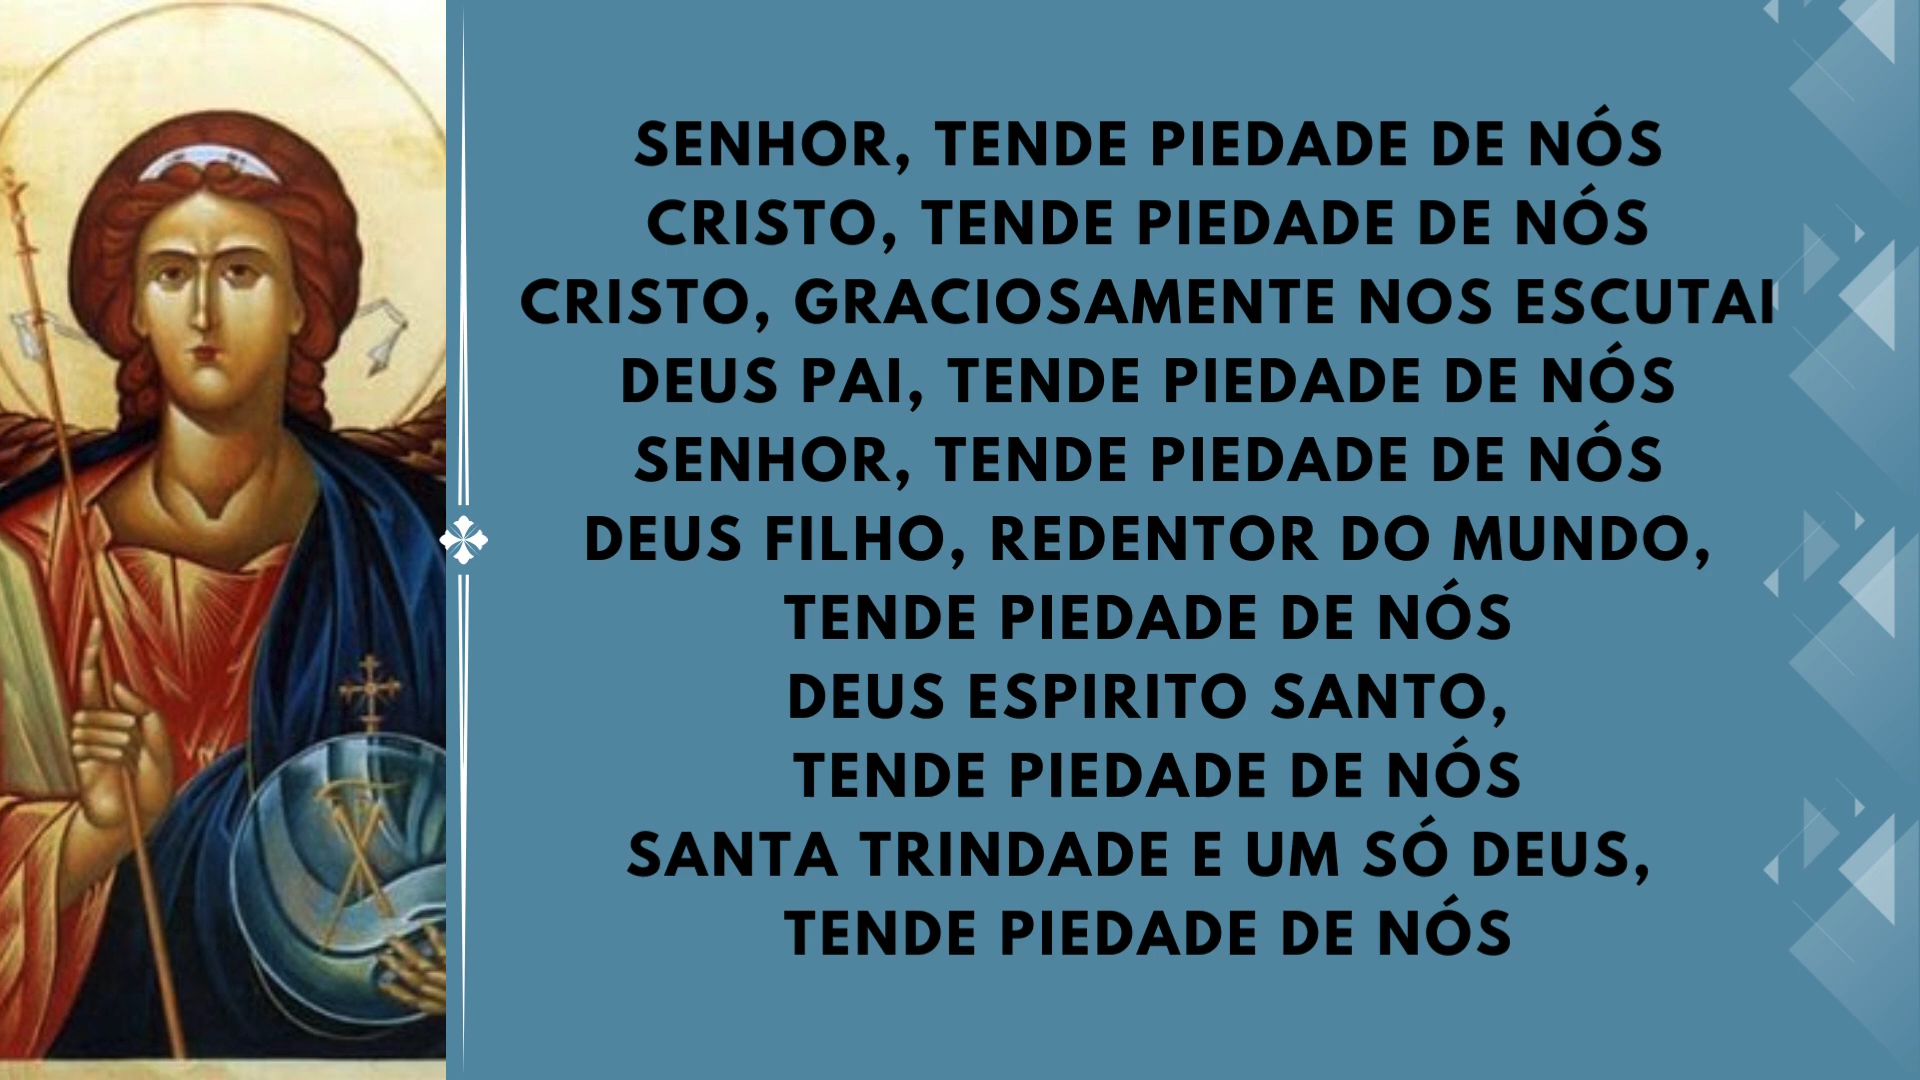 SENHOR, TENDE PIEDADE DE NÓS
CRISTO, TENDE PIEDADE DE NÓS
CRISTO, GRACIOSAMENTE NOS ESCUTAI
DEUS PAI, TENDE PIEDADE DE NÓS
SENHOR, TENDE PIEDADE DE NÓS
DEUS FILHO, REDENTOR DO MUNDO,
TENDE PIEDADE DE NÓS
DEUS ESPIRITO SANTO,
TENDE PIEDADE DE NÓS
SANTA TRINDADE E UM SÓ DEUS,
TENDE PIEDADE DE NÓS